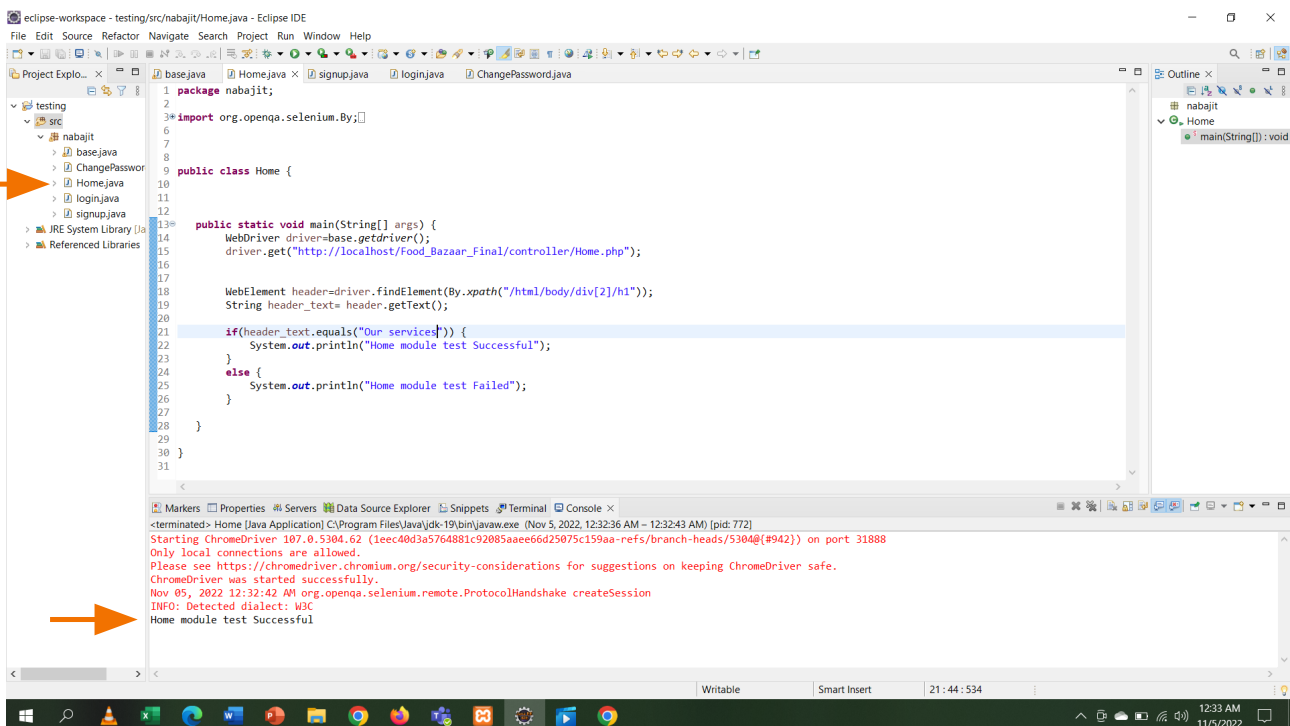 eclipse-workspace - testing/src/nabajit/Home.java - Eclipse IDE
File Edit Source Refactor Navigate Search Project Run Window Help
Project Explo...
base.java Home.java signup.java login.java ChangePassword.java
Outline
testing
src
nabajit
base.java
ChangePasswor
Home.java
login.java
signup.java
JRE System Library [Ja
Referenced Libraries
1 package nabajit;
2
3 import org.openqa.selenium.By;
6
7
8
9 public class Home {
10
11
12
13 public static void main(String[] args) {
14 WebDriver driver=base.getdriver();
15 driver.get("http://localhost/Food_Bazaar_Final/controller/Home.php");
16
17
18 WebElement header=driver.findElement(By.xpath("/html/body/div[2]/h1"));
19 String header_text= header.getText();
20
21 if(header_text.equals("Our services")) {
22 System.out.println("Home module test Successful");
23 }
24 else {
25 System.out.println("Home module test Failed");
26 }
27
28 }
29
30 }
31
nabajit
Home
main(String[]) : void
Markers Properties Servers Data Source Explorer Snippets Terminal Console
<terminated> Home [Java Application] C:\Program Files\Java\jdk-19\bin\javaw.exe (Nov 5, 2022, 12:32:36 AM – 12:32:43 AM) [pid: 772]
Starting ChromeDriver 107.0.5304.62 (1eec40d3a5764881c92085aaee66d25075c159aa-refs/branch-heads/5304@{#942}) on port 31888
Only local connections are allowed.
Please see https://chromedriver.chromium.org/security-considerations for suggestions on keeping ChromeDriver safe.
ChromeDriver was started successfully.
Nov 05, 2022 12:32:42 AM org.openqa.selenium.remote.ProtocolHandshake createSession
INFO: Detected dialect: W3C
Home module test Successful
Writable Smart Insert 21 : 44 : 534
12:33 AM
11/5/2022